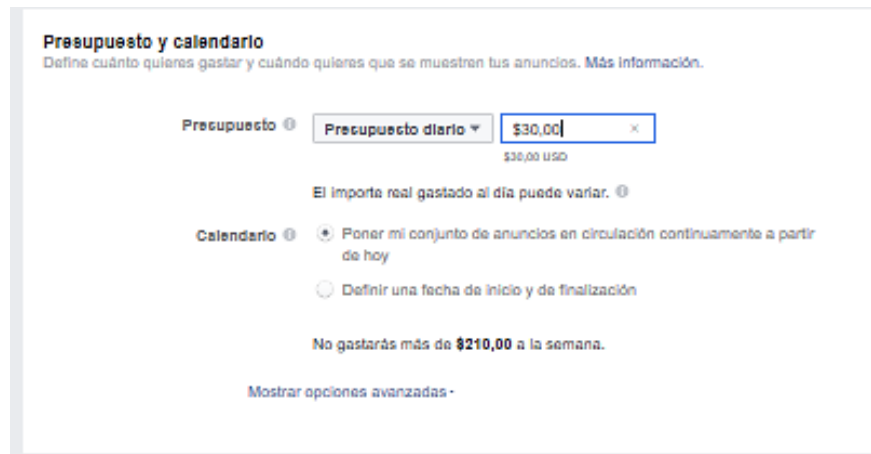 Presupuesto y calendario
Define cuánto quieres gastar y cuándo quieres que se muestren tus anuncios. Más información.
Presupuesto
Presupuesto diario
$30,00
$30,00 USD
El importe real gastado al día puede variar.
Calendario
Poner mi conjunto de anuncios en circulación continuamente a partir
de hoy
Definir una fecha de inicio y de finalización
No gastarás más de $210,00 a la semana.
Mostrar opciones avanzadas